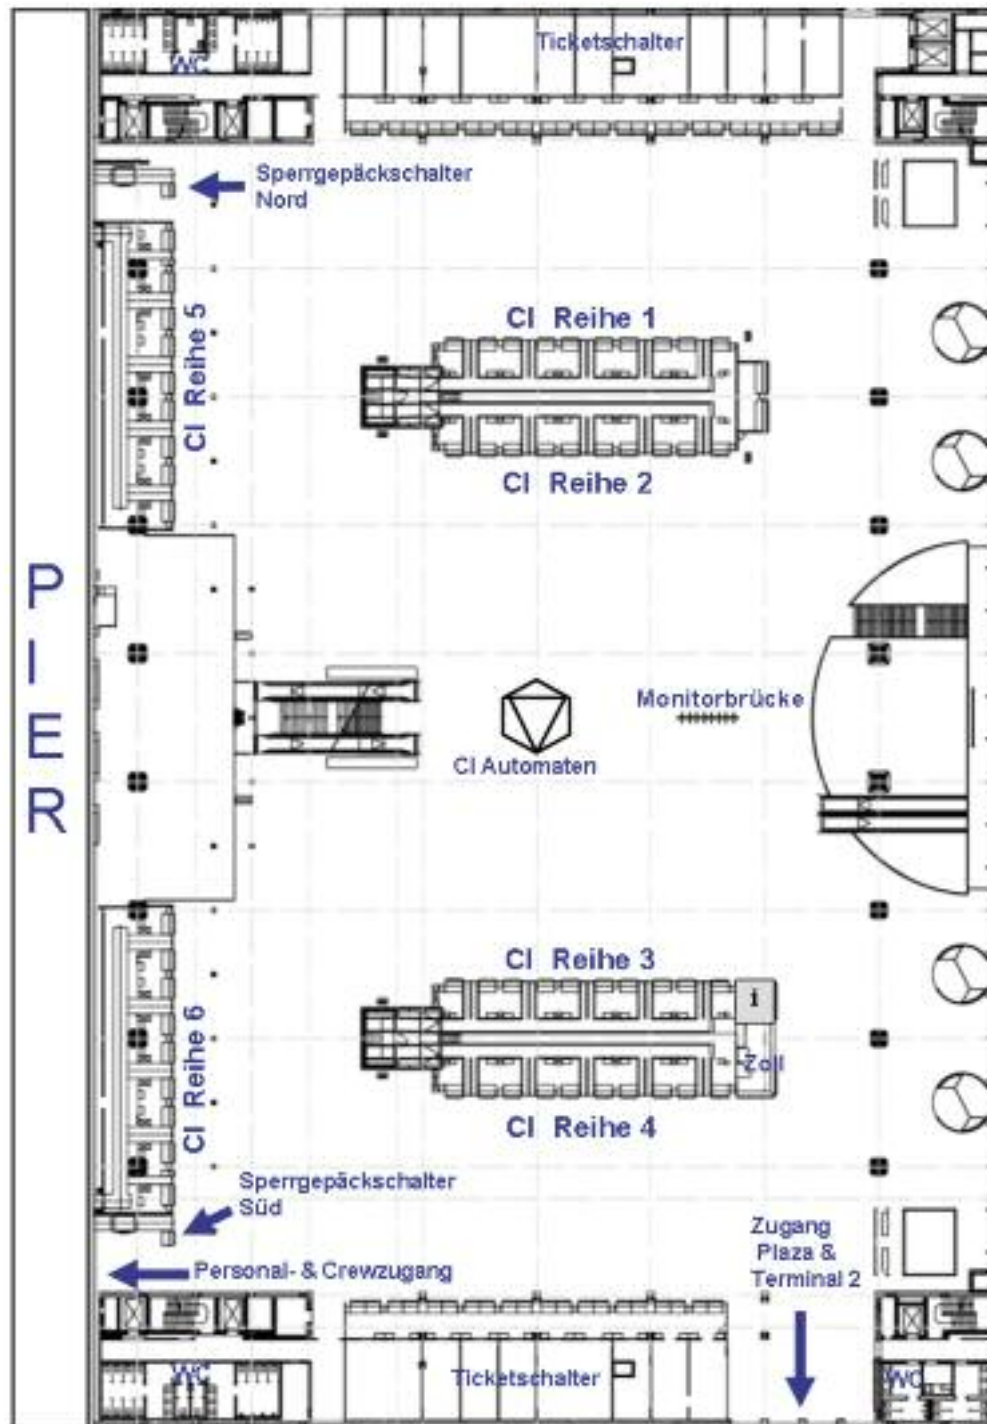 Ticketschalter
WC
Sperrgepäckschalter
Nord
CI Reihe 5
CI Reihe 1
CI Reihe 2
PIER
Monitorbrücke
CI Automaten
CI Reihe 3
i
Zoll
CI Reihe 6
CI Reihe 4
Sperrgepäckschalter
Süd
Zugang
Plaza &
Terminal 2
Personal- & Crewzugang
WC
Ticketschalter
WC